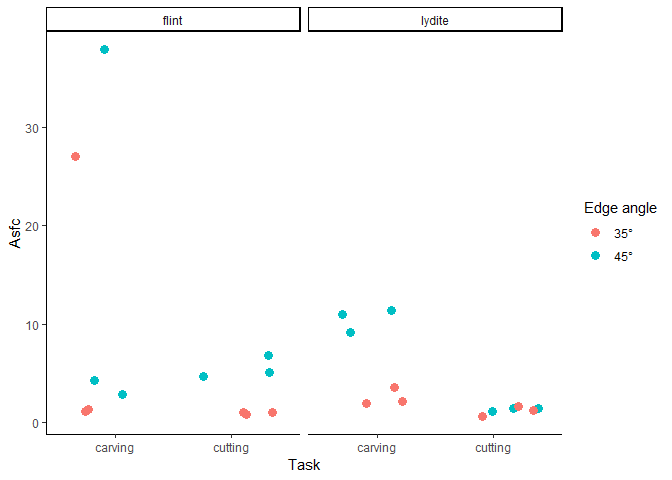 flint
lydite
Asfc
30
20
10
0
carving
cutting
carving
cutting
Task
Edge angle
35°
45°